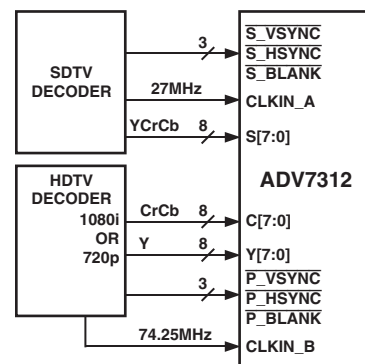 SDTV
DECODER
3
S_VSYNC
S_HSYNC
S_BLANK
27MHz
CLKIN_A
YCrCb 8
S[7:0]
ADV7312
HDTV
DECODER
1080i
OR
720p
CrCb 8
C[7:0]
Y 8
Y[7:0]
3
P_VSYNC
P_HSYNC
P_BLANK
74.25MHz
CLKIN_B